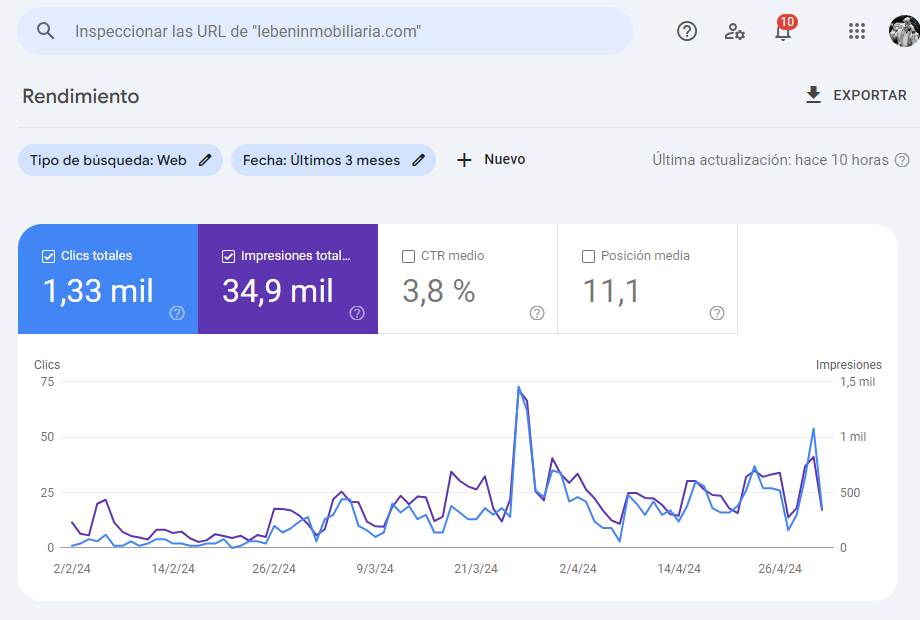 Inspeccionar las URL de "lebeninmobiliaria.com"
10
Rendimiento
EXPORTAR
Tipo de búsqueda: Web
Fecha: Últimos 3 meses
Nuevo
Última actualización: hace 10 horas
Clics totales
1,33 mil
Impresiones total...
34,9 mil
CTR medio
3,8 %
Posición media
11,1
Clics
Impresiones
75
1,5 mil
50
1 mil
25
500
0
0
2/2/24
14/2/24
26/2/24
9/3/24
21/3/24
2/4/24
14/4/24
26/4/24